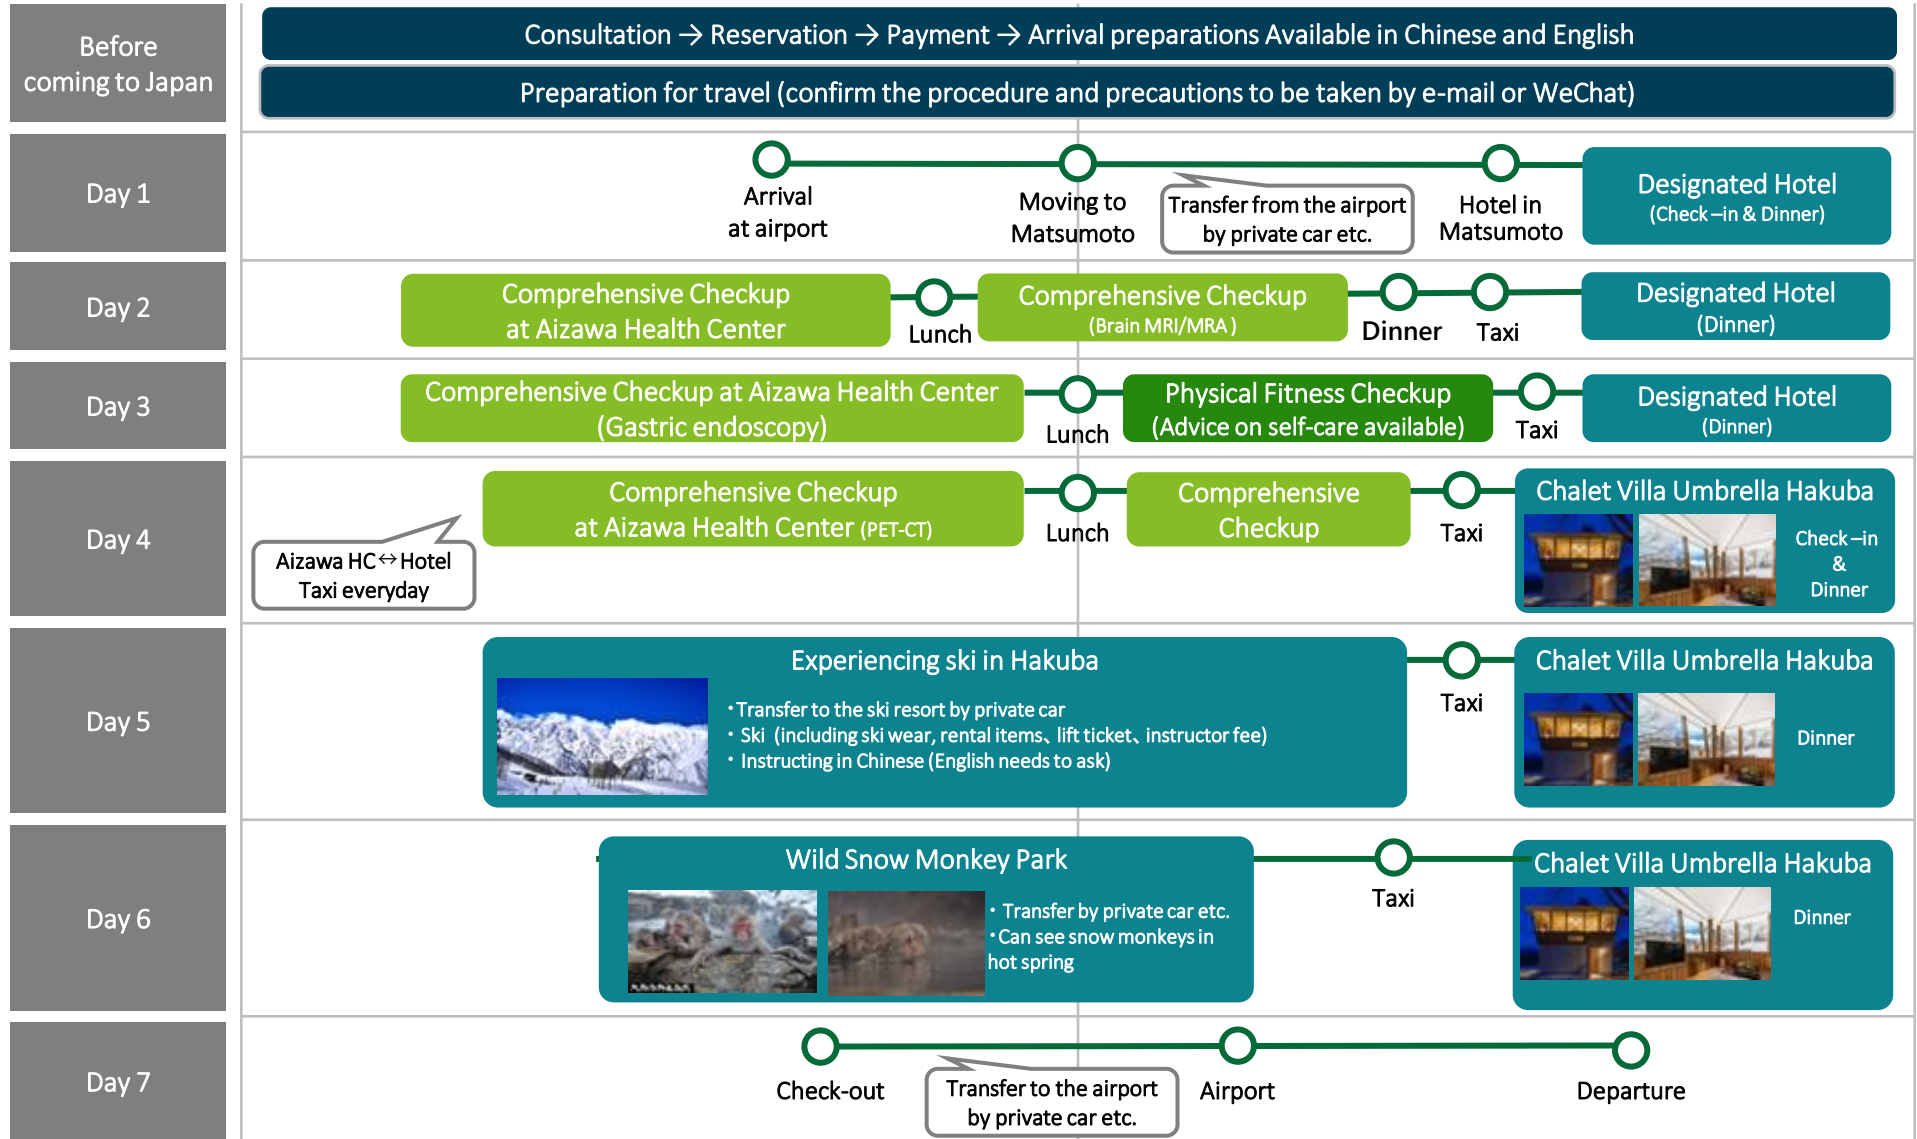 Before
coming to Japan
Consultation → Reservation → Payment → Arrival preparations Available in Chinese and English
Preparation for travel (confirm the procedure and precautions to be taken by e-mail or WeChat)
Day 1
Arrival
at airport
Moving to
Matsumoto
Transfer from the airport
by private car etc.
Hotel in
Matsumoto
Designated Hotel
(Check –in & Dinner)
Day 2
Comprehensive Checkup
at Aizawa Health Center
Lunch
Comprehensive Checkup
(Brain MRI/MRA )
Dinner
Taxi
Designated Hotel
(Dinner)
Day 3
Comprehensive Checkup at Aizawa Health Center
(Gastric endoscopy)
Lunch
Physical Fitness Checkup
(Advice on self-care available)
Taxi
Designated Hotel
(Dinner)
Day 4
Aizawa HC↔Hotel
Taxi everyday
Comprehensive Checkup
at Aizawa Health Center (PET-CT)
Lunch
Comprehensive
Checkup
Taxi
Chalet Villa Umbrella Hakuba
Check –in
&
Dinner
Day 5
Experiencing ski in Hakuba
・Transfer to the ski resort by private car
・ Ski (including ski wear, rental items、lift ticket、instructor fee)
・ Instructing in Chinese (English needs to ask)
Taxi
Chalet Villa Umbrella Hakuba
Dinner
Day 6
Wild Snow Monkey Park
・ Transfer by private car etc.
・Can see snow monkeys in
hot spring
Taxi
Chalet Villa Umbrella Hakuba
Dinner
Day 7
Check-out
Transfer to the airport
by private car etc.
Airport
Departure